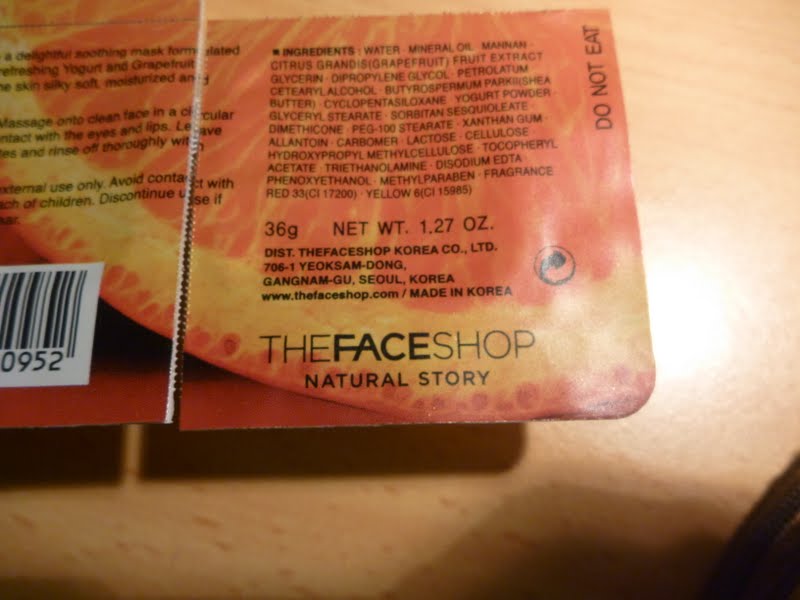 a delightful soothing mask formulated
refreshing Yogurt and Grapefruit
skin silky soft, moisturized and
Massage onto clean face in a circular
contact with the eyes and lips. Leave
and rinse off thoroughly with
external use only. Avoid contact with
reach of children. Discontinue use if
0952
■ INGREDIENTS : WATER · MINERAL OIL · MANNAN ·
CITRUS GRANDIS(GRAPEFRUIT) FRUIT EXTRACT
GLYCERIN · DIPROPYLENE GLYCOL · PETROLATUM
CETEARYL ALCOHOL · BUTYROSPERMUM PARKII(SHEA
BUTTER) · CYCLOPENTASILOXANE · YOGURT POWDER ·
GLYCERYL STEARATE · SORBITAN SESQUIOLEATE ·
DIMETHICONE · PEG-100 STEARATE · XANTHAN GUM ·
ALLANTOIN · CARBOMER · LACTOSE · CELLULOSE ·
HYDROXYPROPYL METHYLCELLULOSE · TOCOPHERYL
ACETATE · TRIETHANOLAMINE · DISODIUM EDTA
PHENOXYETHANOL · METHYLPARABEN · FRAGRANCE
RED 33(CI 17200) · YELLOW 6(CI 15985)
DO NOT EAT
36g NET WT. 1.27 OZ.
DIST. THEFACESHOP KOREA CO., LTD.
706-1 YEOKSAM-DONG,
GANGNAM-GU, SEOUL, KOREA
www.thefaceshop.com / MADE IN KOREA
THEFACESHOP
NATURAL STORY